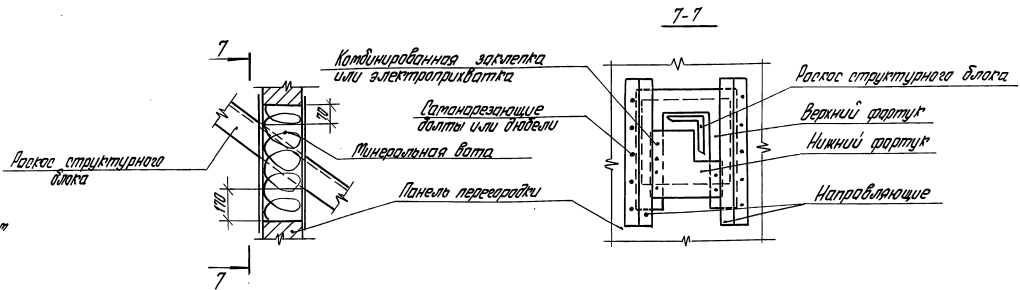 7-7
7
Раскос структурного
блока
170
70
7
Комбинированная заклепка
или электроприхватка
Самонарезающие
болты или дюбели
Минеральная вата
Панель перегородки
Раскос структурного блока
Верхний фартук
Нижний фартук
Направляющие